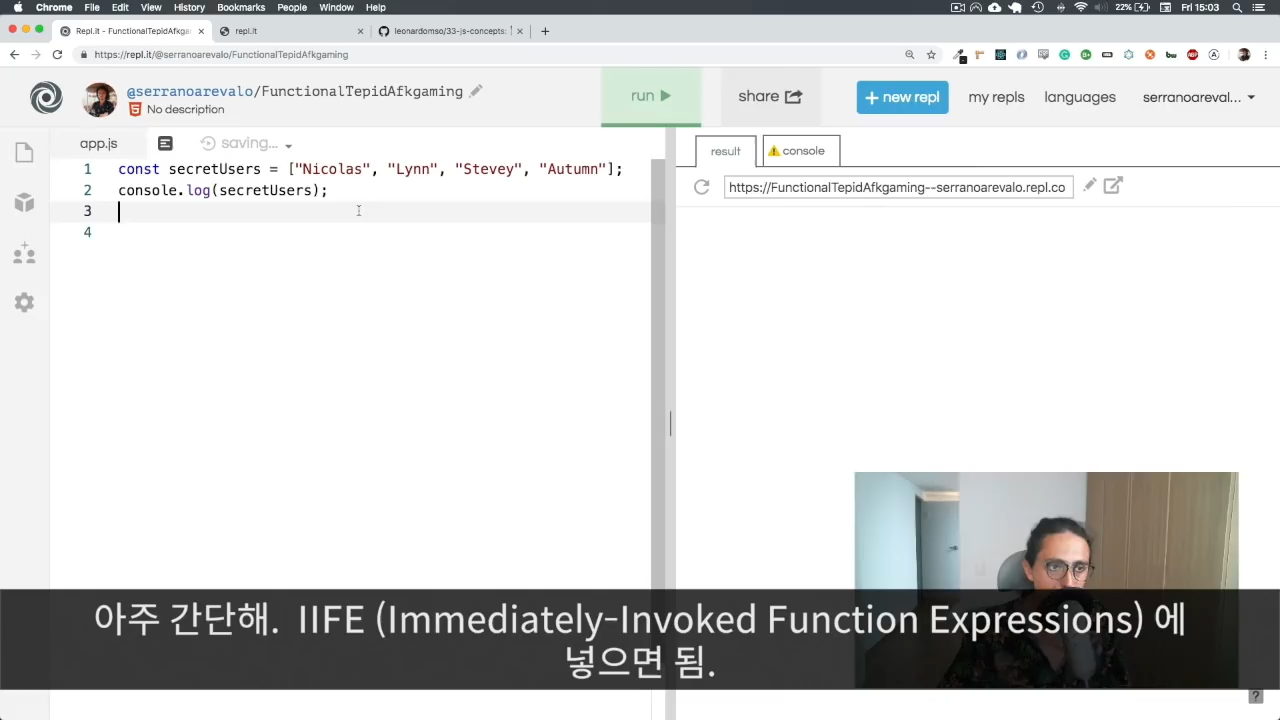 Chrome File Edit View History Bookmarks People Window Help
22% Fri 15:03
Repl.it - FunctionalTepidAfkga
repl.it
leonardomso/33-js-concepts:
https://repl.it/@serranoarevalo/FunctionalTepidAfkgaming
@serranoarevalo/FunctionalTepidAfkgaming
No description
run
share
+ new repl
my repls
languages
serranoareval...
app.js
saving...
1 const secretUsers = ["Nicolas", "Lynn", "Stevey", "Autumn"];
2 console.log(secretUsers);
3
4
result
console
https://FunctionalTepidAfkgaming--serranoarevalo.repl.co
아주 간단해. IIFE (Immediately-Invoked Function Expressions) 에
넣으면 됨.
?